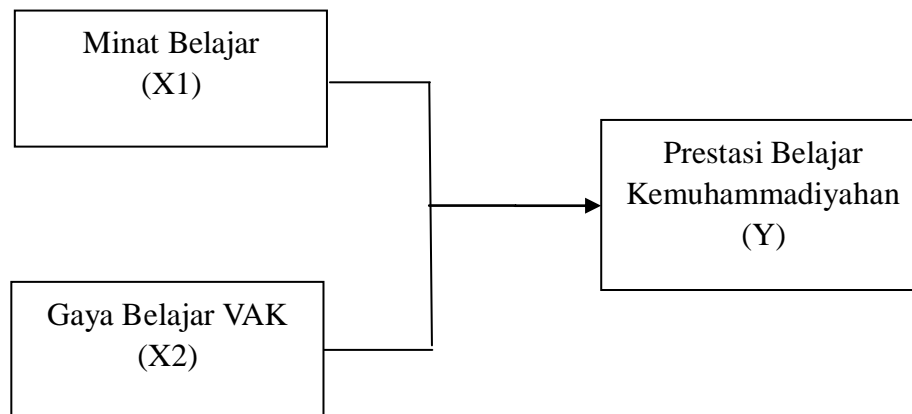 Minat Belajar
(X1)
Prestasi Belajar
Kemuhammadiyahan
(Y)
Gaya Belajar VAK
(X2)